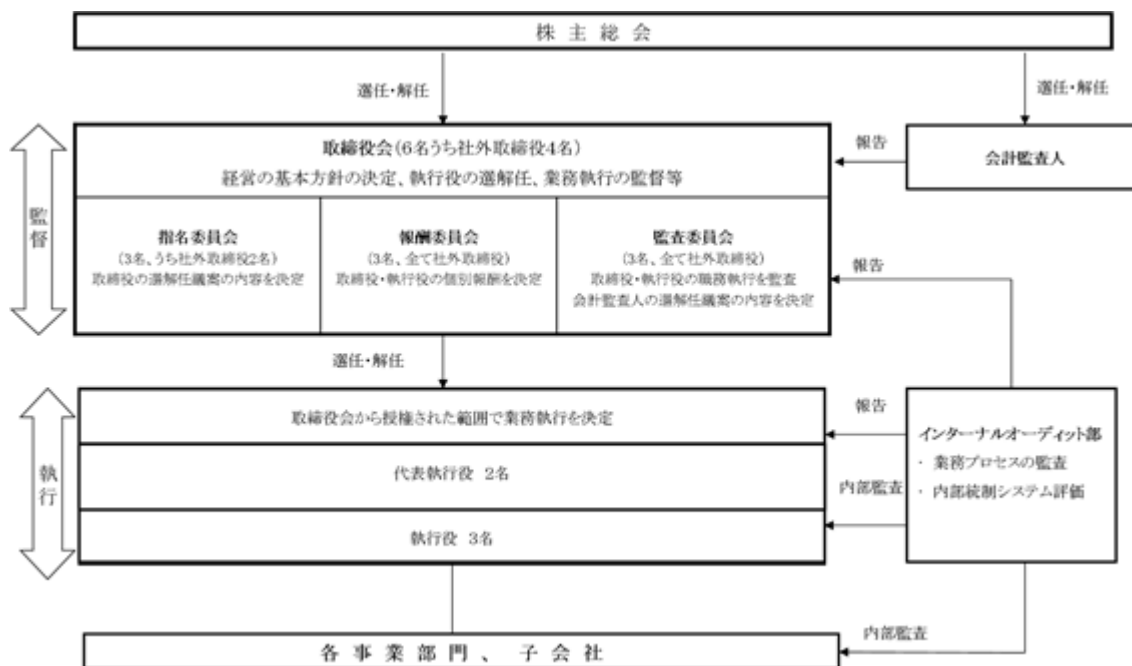 株主総会
選任・解任
選任・解任
取締役会(6名うち社外取締役4名)
経営の基本方針の決定、執行役の選解任、業務執行の監督等
報告
会計監査人
監督
指名委員会
(3名、うち社外取締役2名)
取締役の選解任議案の内容を決定
報酬委員会
(3名、全て社外取締役)
取締役・執行役の個別報酬を決定
監査委員会
(3名、全て社外取締役)
取締役・執行役の職務執行を監査
会計監査人の選解任議案の内容を決定
報告
選任・解任
執行
取締役会から授権された範囲で業務執行を決定
代表執行役 2名
執行役 3名
報告
内部監査
インターナルオーディット部
・ 業務プロセスの監査
・ 内部統制システム評価
内部監査
各事業部門、子会社